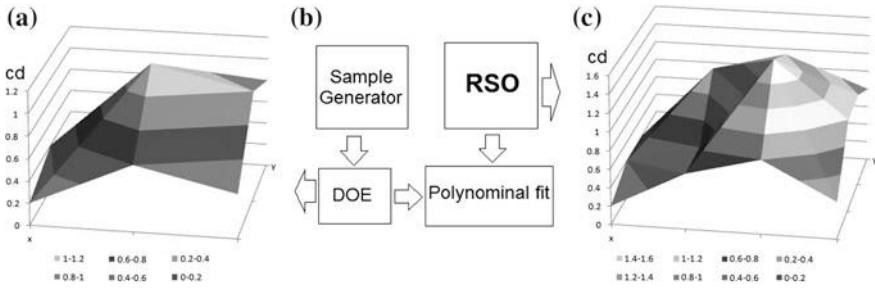 (a)
cd
1.2
1
0.8
0.6
0.4
0.2
0
x
Y
1-1.2
0.6-0.8
0.2-0.4
0.8-1
0.4-0.6
0-0.2
(b)
Sample
Generator
RSO
DOE
Polynominal fit
(c)
cd
1.6
1.4
1.2
1
0.8
0.6
0.4
0.2
0
x
Y
1.4-1.6
1-1.2
0.6-0.8
0.2-0.4
1.2-1.4
0.8-1
0.4-0.6
0-0.2